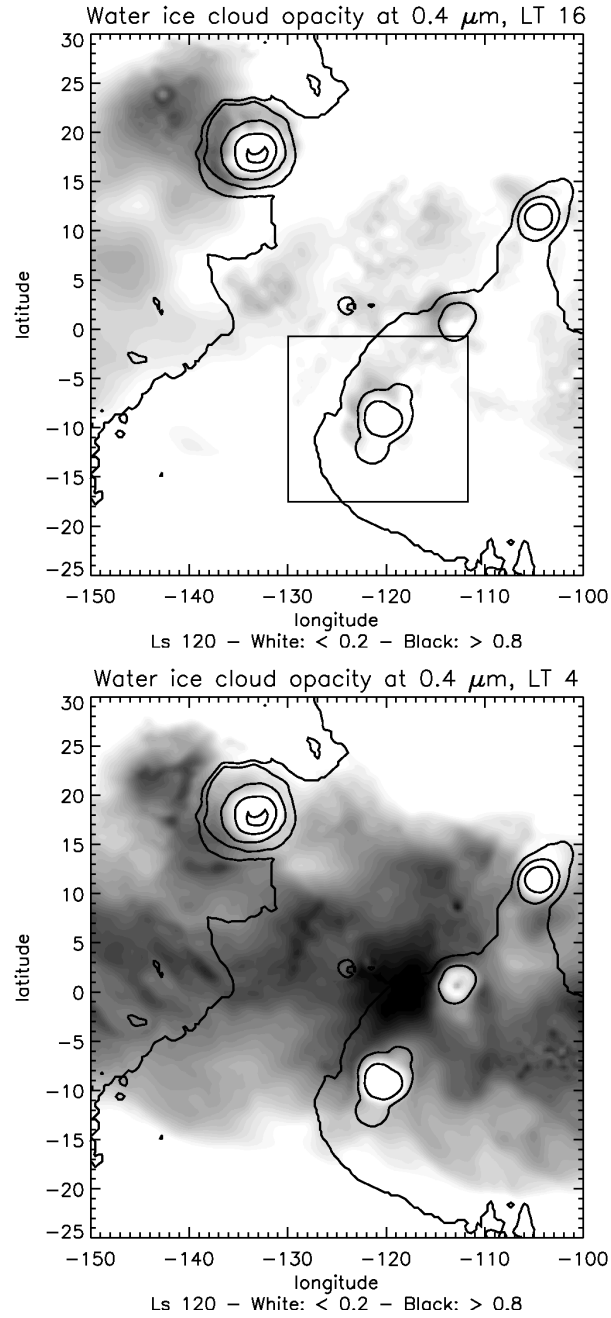 Water ice cloud opacity at 0.4 μm, LT 16
30
25
20
15
10
5
0
−5
−10
−15
−20
−25
latitude
−150 −140 −130 −120 −110 −100
longitude
Ls 120 − White: < 0.2 − Black: > 0.8
Water ice cloud opacity at 0.4 μm, LT 4
30
25
20
15
10
5
0
−5
−10
−15
−20
−25
latitude
−150 −140 −130 −120 −110 −100
longitude
Ls 120 − White: < 0.2 − Black: > 0.8